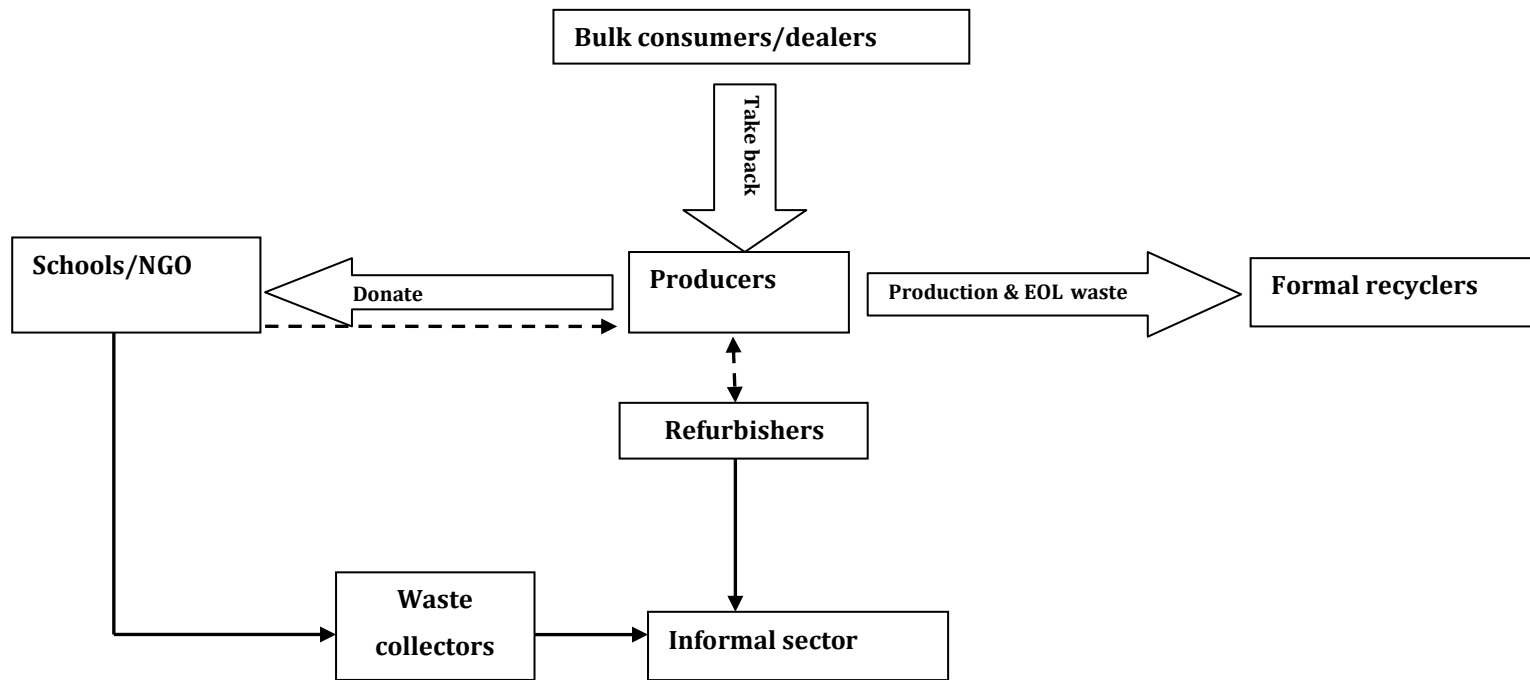 Bulk consumers/dealers
Take back
Schools/NGO
Donate
Producers
Production & EOL waste
Formal recyclers
Refurbishers
Waste
collectors
Informal sector